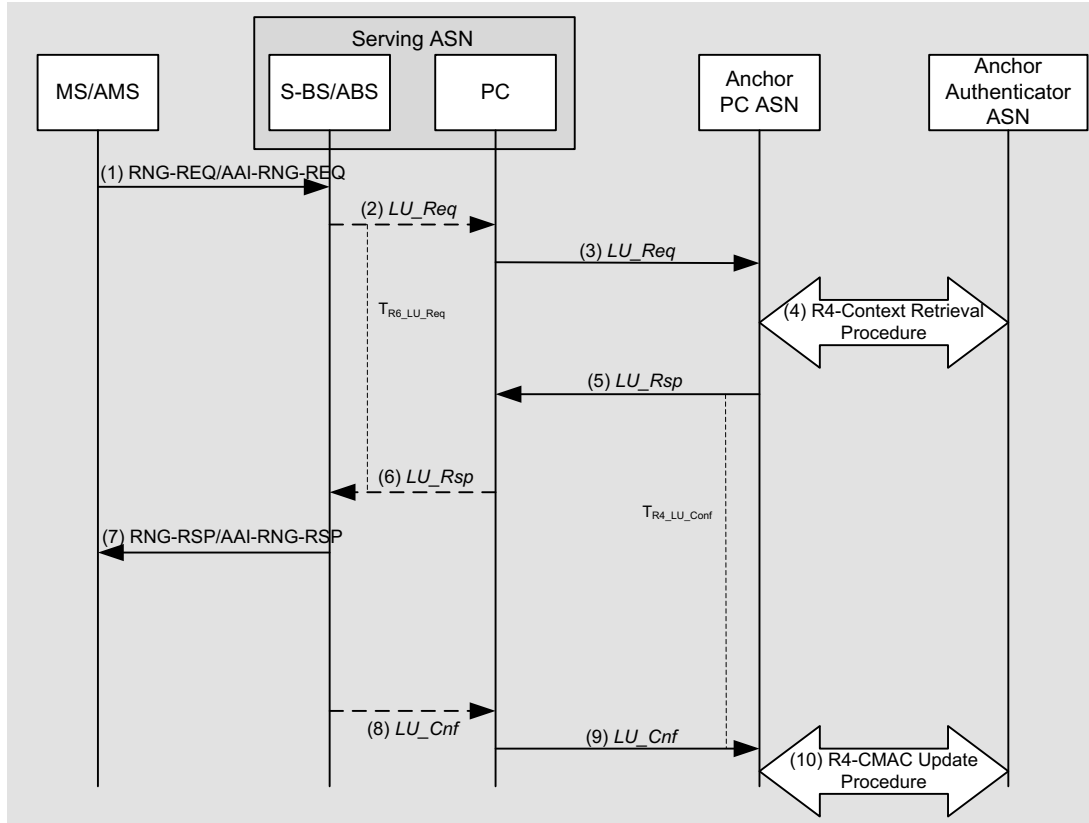 Serving ASN
MS/AMS
S-BS/ABS
PC
Anchor
PC ASN
Anchor
Authenticator
ASN
(1) RNG-REQ/AAI-RNG-REQ
(2) LU_Req
(3) LU_Req
TR6_LU_Req
(4) R4-Context Retrieval
Procedure
(5) LU_Rsp
(6) LU_Rsp
TR4_LU_Conf
(7) RNG-RSP/AAI-RNG-RSP
(8) LU_Cnf
(9) LU_Cnf
(10) R4-CMAC Update
Procedure